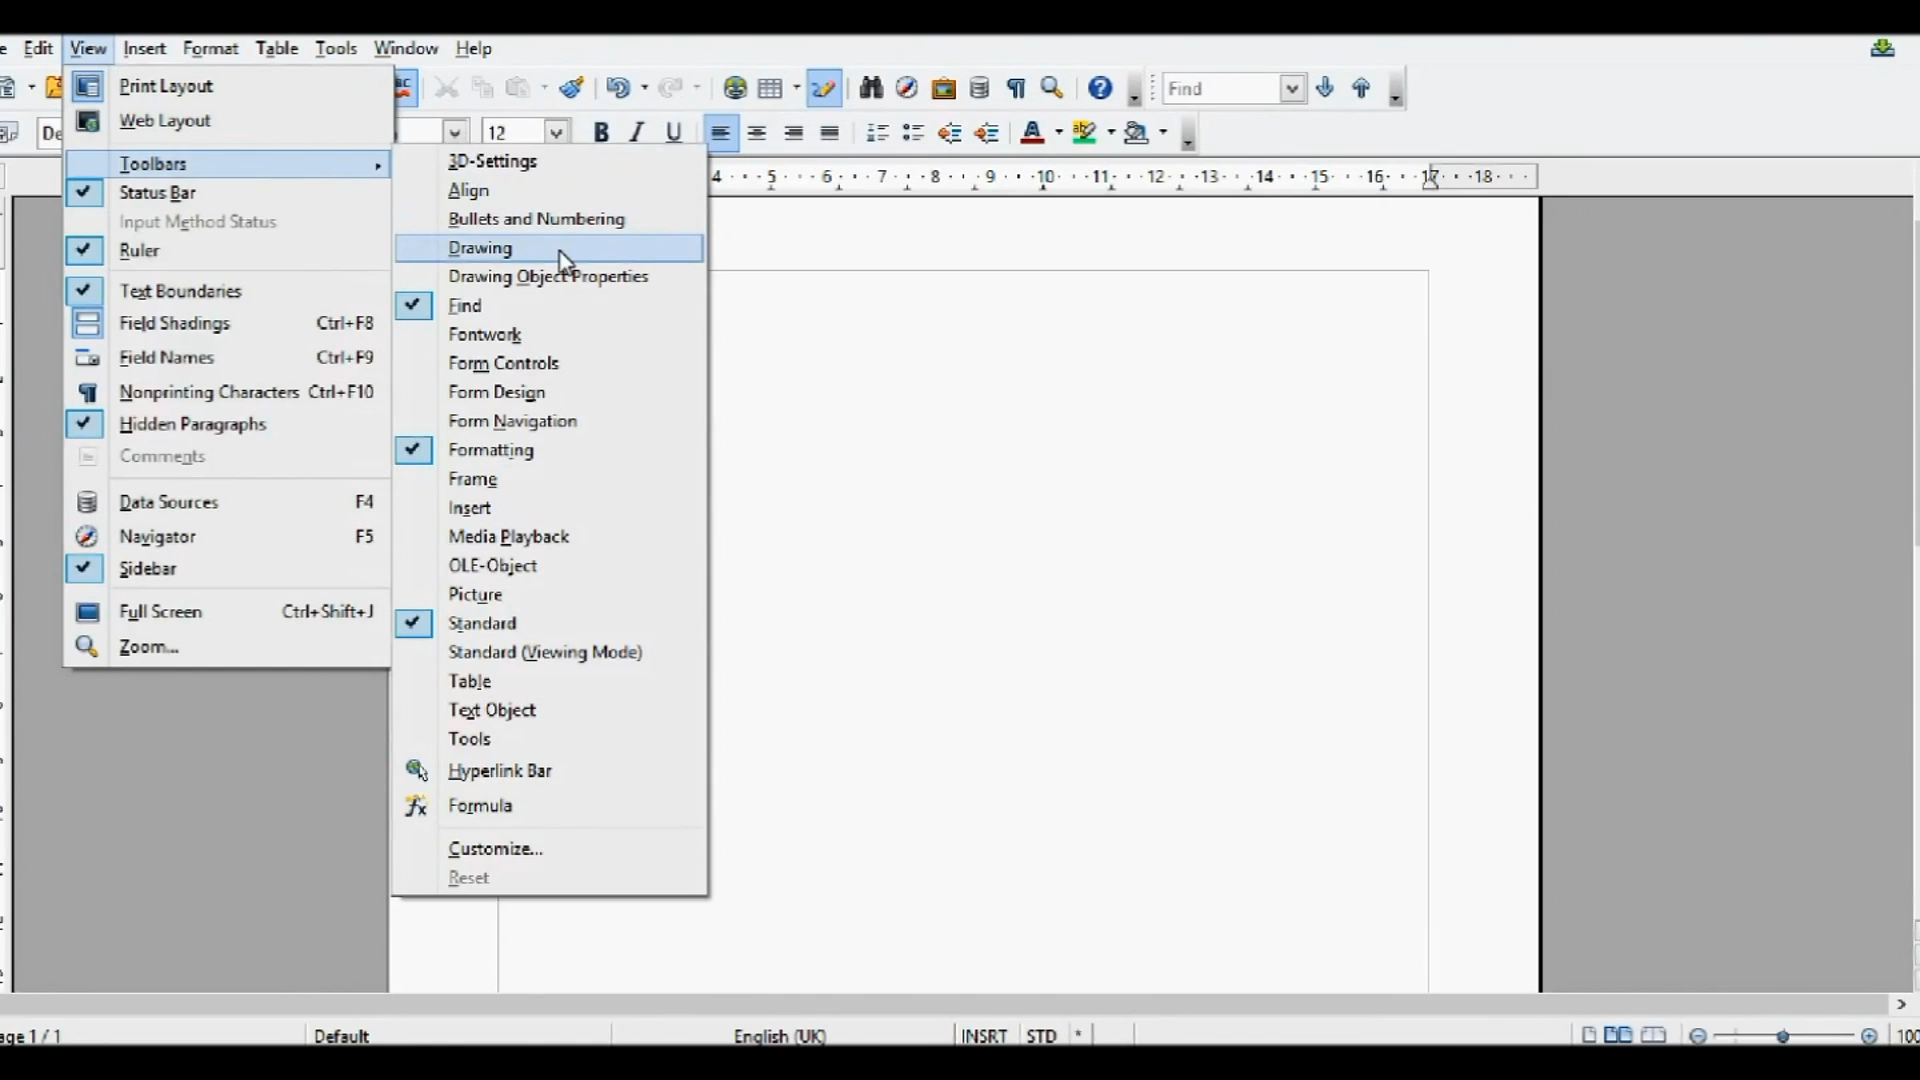 Edit View Insert Format Table Tools Window Help
Find
12 B I U
4 5 6 7 8 9 10 11 12 13 14 15 16 17 18
Print Layout
Web Layout
Toolbars
Status Bar
Input Method Status
Ruler
Text Boundaries
Field Shadings Ctrl+F8
Field Names Ctrl+F9
Nonprinting Characters Ctrl+F10
Hidden Paragraphs
Comments
Data Sources F4
Navigator F5
Sidebar
Full Screen Ctrl+Shift+J
Zoom...
3D-Settings
Align
Bullets and Numbering
Drawing
Drawing Object Properties
Find
Fontwork
Form Controls
Form Design
Form Navigation
Formatting
Frame
Insert
Media Playback
OLE-Object
Picture
Standard
Standard (Viewing Mode)
Table
Text Object
Tools
Hyperlink Bar
Formula
Customize...
Reset
age 1 / 1 Default English (UK) INSRT STD * 100